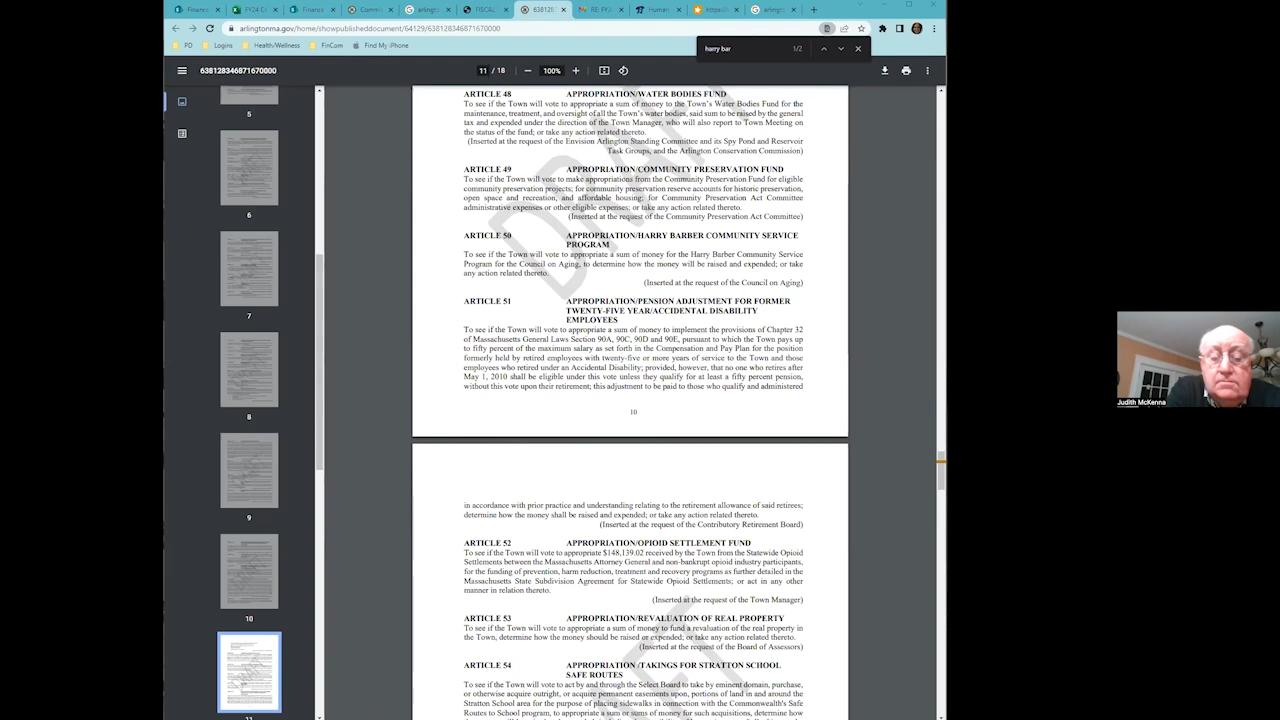 Finance
FY24 C
Finance
Commit
arlingt
FISCAL
63812
RE: FY
Human
https://
arlingt
arlingtonma.gov/home/showpublisheddocument/64129/638128346871670000
PD
Logins
Health/Wellness
FinCom
Find My iPhone
harry bar
1/2
638128346871670000
11 / 18
100%
5
6
7
8
9
10
11
DRAFT
ARTICLE 48 APPROPRIATION/WATER BODIES FUND
To see if the Town will vote to appropriate a sum of money to the Town's Water Bodies Fund for the
maintenance, treatment, and oversight of all the Town's water bodies, said sum to be raised by the general
tax and expended under the direction of the Town Manager, who will also report to Town Meeting on
the status of the fund; or take any action related thereto.
(Inserted at the request of the Envision Arlington Standing Committee and its Spy Pond and Reservoir
Task Groups, and the Arlington Conservation Commission)
ARTICLE 49 APPROPRIATION/COMMUNITY PRESERVATION FUND
To see if the Town will vote to make appropriations from the Community Preservation Fund for eligible
community preservation projects; for community preservation reserve accounts for historic preservation,
open space and recreation, and affordable housing; for Community Preservation Act Committee
administrative expenses or other eligible expenses; or take any action related thereto.
(Inserted at the request of the Community Preservation Act Committee)
ARTICLE 50 APPROPRIATION/HARRY BARBER COMMUNITY SERVICE
PROGRAM
To see if the Town will vote to appropriate a sum of money for the Harry Barber Community Service
Program for the Council on Aging, to determine how the money will be raised and expended; or take
any action related thereto.
(Inserted at the request of the Council on Aging)
ARTICLE 51 APPROPRIATION/PENSION ADJUSTMENT FOR FORMER
TWENTY-FIVE YEAR/ACCIDENTAL DISABILITY
EMPLOYEES
To see if the Town will vote to appropriate a sum of money to implement the provisions of Chapter 32
of Massachusetts General Laws Section 90A, 90C, 90D and 90E, pursuant to which the Town pays up
to fifty percent of the maximum salary as set forth in the Compensation and Pay Plan for the position
formerly held by retired employees with twenty-five or more years of service to the Town and those
employees who retired under an Accidental Disability; provided, however, that no one who retires after
May 1, 2010 shall be eligible under this vote unless they qualify for at least a fifty percent pension,
without this vote upon their retirement; this adjustment to be paid to those who qualify and administered
10
in accordance with prior practice and understanding relating to the retirement allowance of said retirees;
determine how the money shall be raised and expended; or take any action related thereto.
(Inserted at the request of the Contributory Retirement Board)
ARTICLE 52 APPROPRIATION/OPIOID SETTLEMENT FUND
To see if the Town will vote to appropriate $148,139.02 received by the Town from the Statewide Opioid
Settlements between the Massachusetts Attorney General and non-bankrupt opioid industry participants,
for the funding of prevention, harm reduction, treatment and recovery programs as further detailed in the
Massachusetts State Subdivision Agreement for Statewide Opioid Settlements; or act in any other
manner in relation thereto.
(Inserted at the request of the Town Manager)
ARTICLE 53 APPROPRIATION/REVALUATION OF REAL PROPERTY
To see if the Town will vote to appropriate a sum of money to fund a revaluation of the real property in
the Town, determine how the money should be raised or expended; or take any action related thereto.
(Inserted at the request of the Board of Assessors)
ARTICLE APPROPRIATION /TAKINGS FOR STRATTON SCHOOL
SAFE ROUTES
To see if the Town will vote to act by and through the Select Board to take by eminent domain, purchase,
or otherwise acquire outright, or acquire permanent easements upon, portions of land in and around the
Stratton School area for the purpose of placing sidewalks in connection with the Commonwealth's Safe
Routes to School program, to appropriate a sum or sums of money for such acquisitions, determine how
Judith McKenna